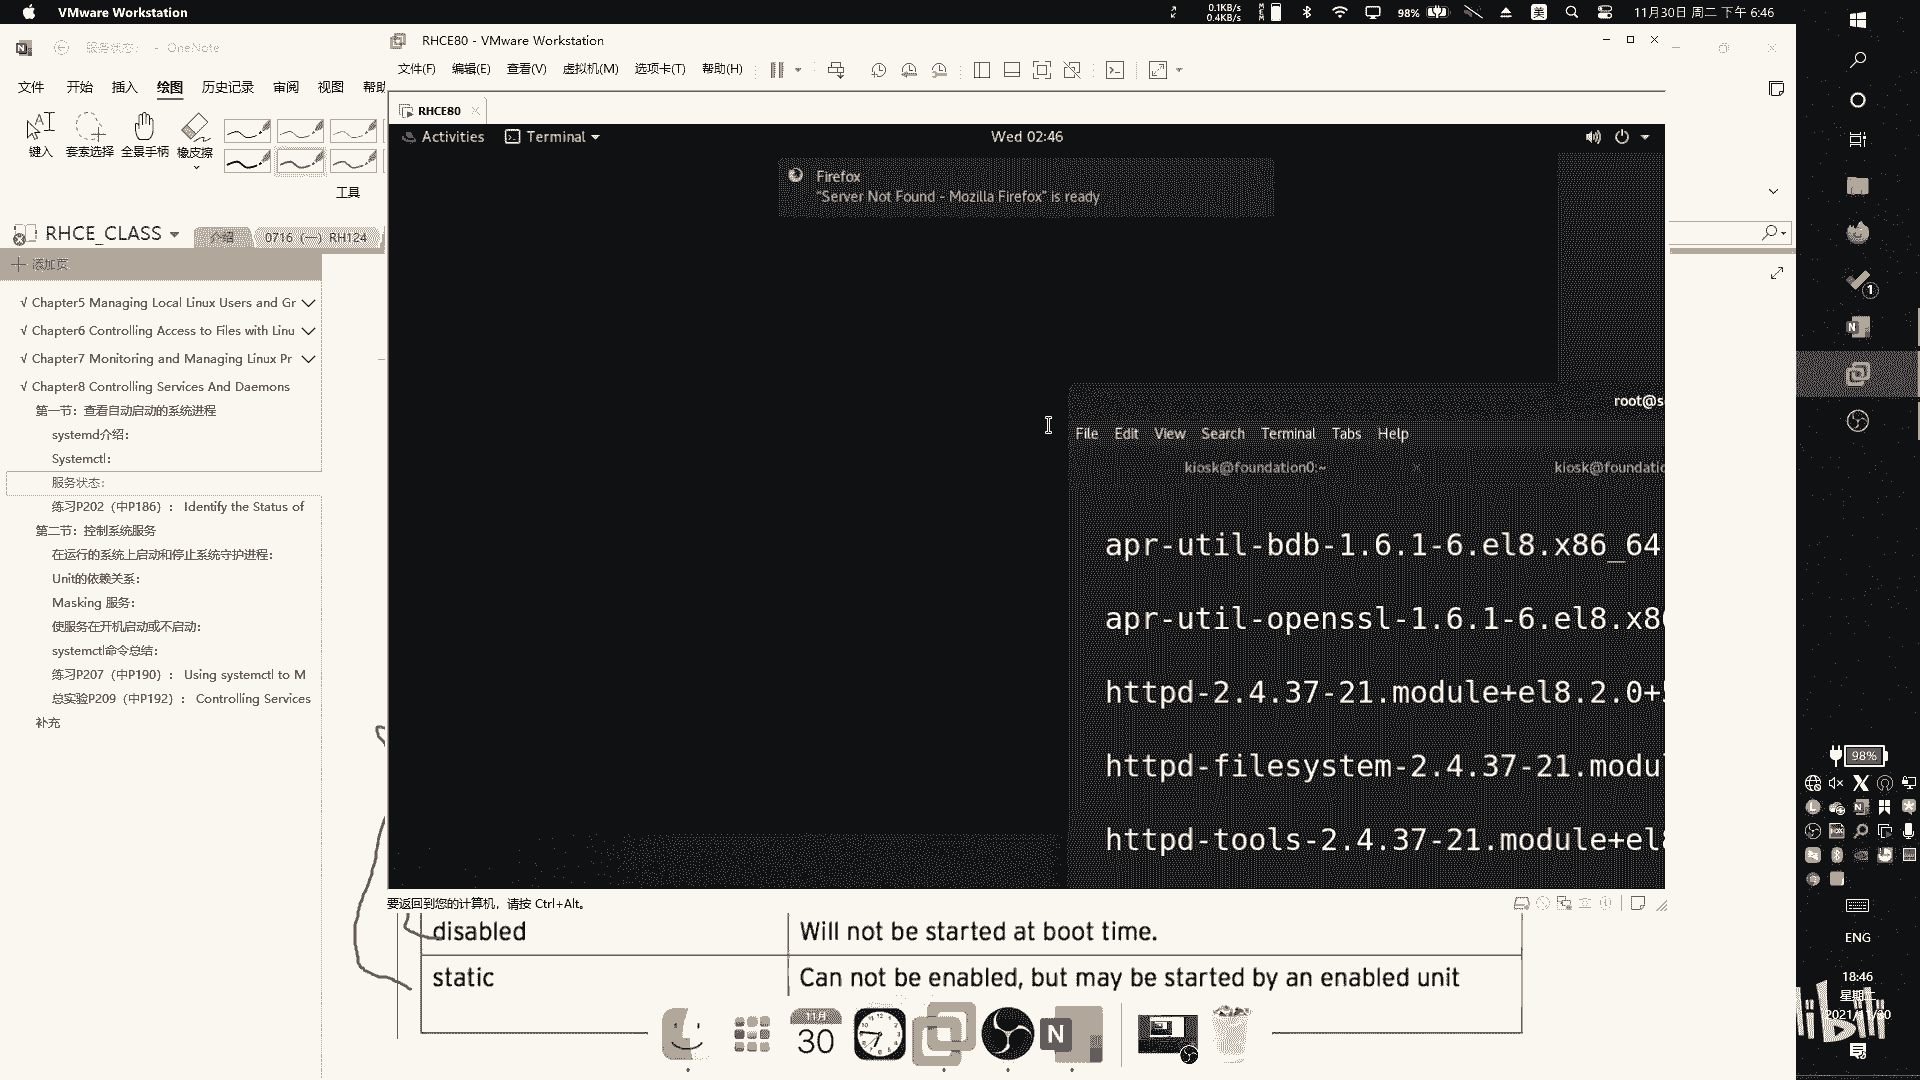 VMware Workstation
0.1KB/s
0.4KB/s
98%
美
11月30日 周二 下午 6:46
服务状态: - OneNote
文件 开始 插入 绘图 历史记录 审阅 视图 帮助
键入 套索选择 全景手柄 橡皮擦
工具
RHCE_CLASS
介绍
0716 (一) RH124
添加页
√ Chapter5 Managing Local Linux Users and Gr
√ Chapter6 Controlling Access to Files with Linu
√ Chapter7 Monitoring and Managing Linux Pr
√ Chapter8 Controlling Services And Daemons
第一节：查看自动启动的系统进程
systemd介绍:
Systemctl:
服务状态:
练习P202（中P186）： Identify the Status of
第二节：控制系统服务
在运行的系统上启动和停止系统守护进程:
Unit的依赖关系:
Masking 服务:
使服务在开机启动或不启动:
systemctl命令总结:
练习P207（中P190）： Using systemctl to M
总实验P209（中P192）： Controlling Services
补充
RHCE80 - VMware Workstation
文件(F) 编辑(E) 查看(V) 虚拟机(M) 选项卡(T) 帮助(H)
RHCE80
Activities Terminal Wed 02:46
Firefox
"Server Not Found - Mozilla Firefox" is ready
root@s
File Edit View Search Terminal Tabs Help
kiosk@foundation0:~ kiosk@foundatio
apr-util-bdb-1.6.1-6.el8.x86_64
apr-util-openssl-1.6.1-6.el8.x8
httpd-2.4.37-21.module+el8.2.0+
httpd-filesystem-2.4.37-21.modu
httpd-tools-2.4.37-21.module+el
要返回到您的计算机，请按 Ctrl+Alt。
disabled Will not be started at boot time.
static Can not be enabled, but may be started by an enabled unit
11月
30
1
98%
ENG
18:46
星期二